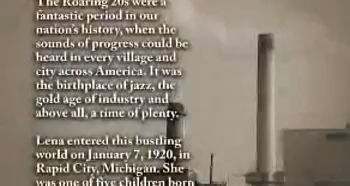 The Roaring 20s were a
fantastic period in our
nation's history, when the
sounds of progress could be
heard in every village and
city across America. It was
the birthplace of jazz, the
gold age of industry and
above all, a time of plenty.
Lena entered this bustling
world on January 7, 1920, in
Rapid City, Michigan. She
was one of five children born